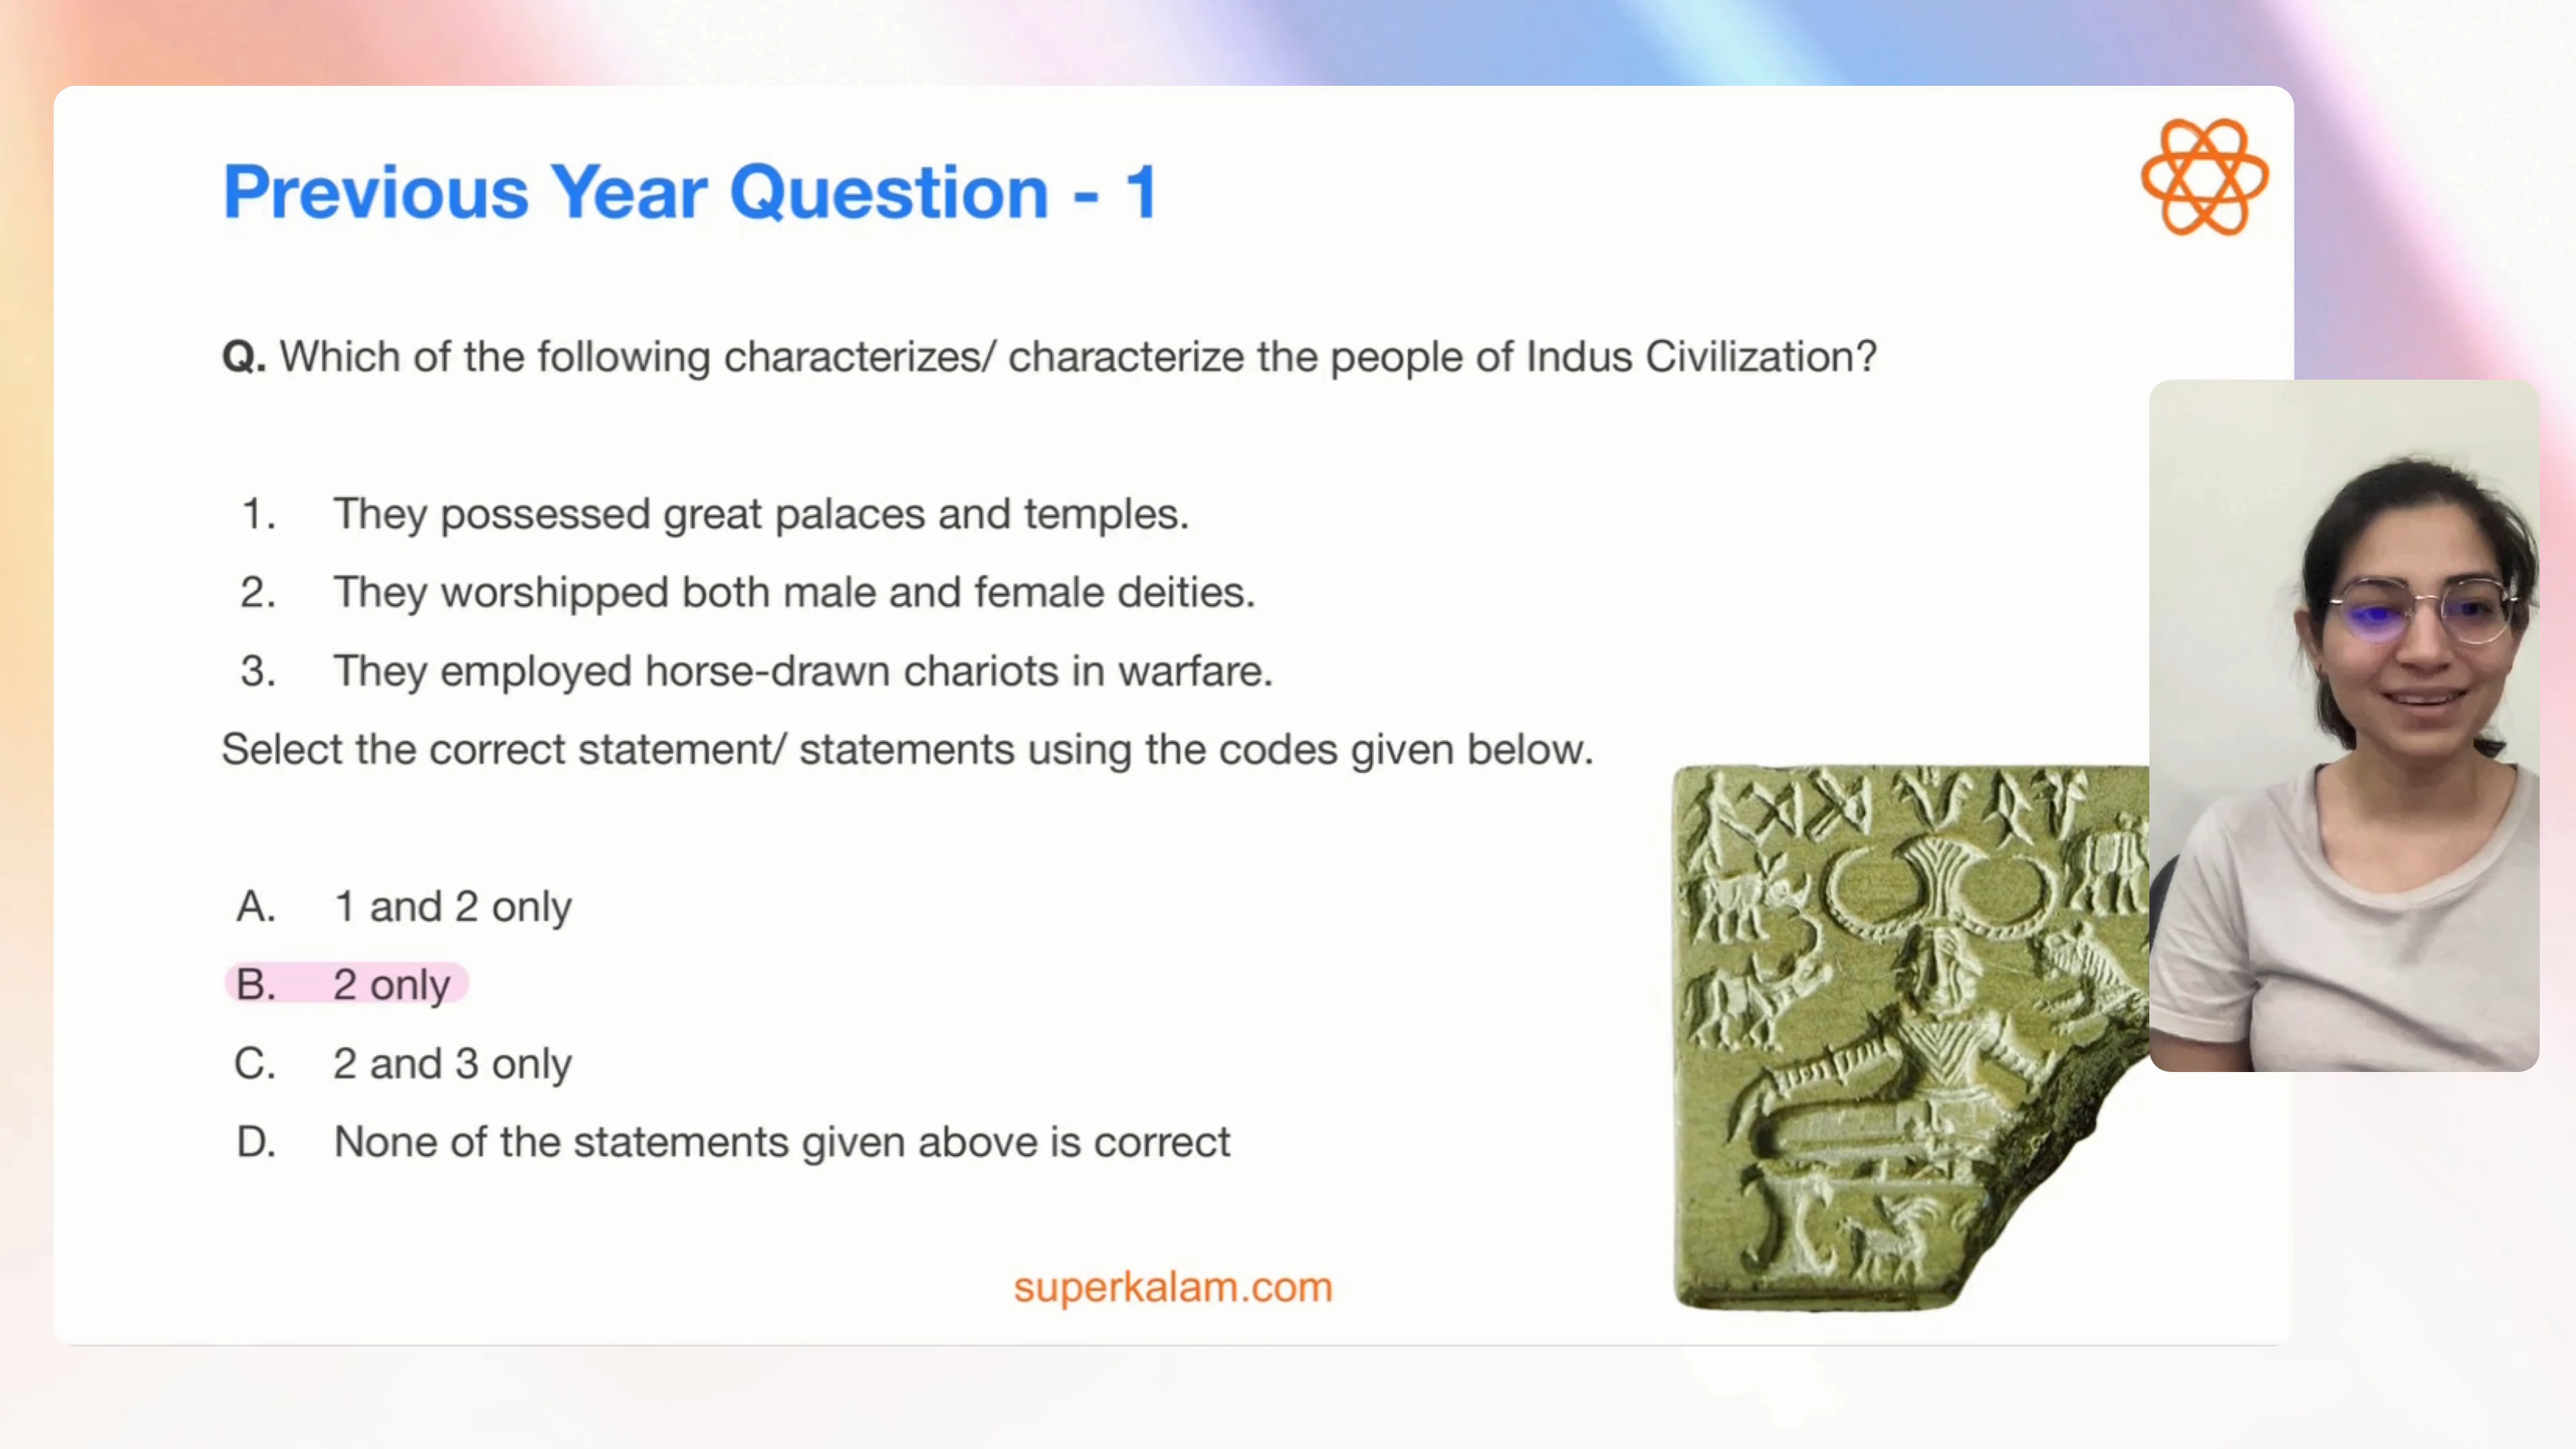 Previous Year Question - 1
Q. Which of the following characterizes/ characterize the people of Indus Civilization?
1. They possessed great palaces and temples.
2. They worshipped both male and female deities.
3. They employed horse-drawn chariots in warfare.
Select the correct statement/ statements using the codes given below.
A. 1 and 2 only
B. 2 only
C. 2 and 3 only
D. None of the statements given above is correct
superkalam.com